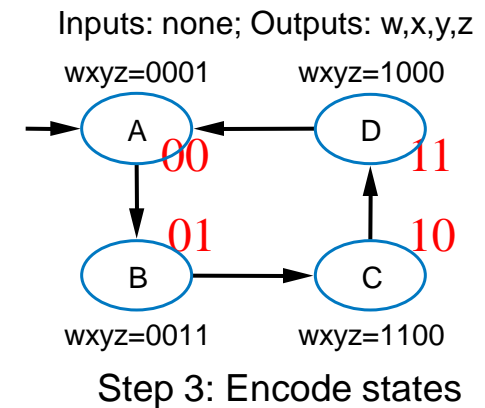 Inputs: none; Outputs: w,x,y,z
wxyz=0001 wxyz=1000
A D
00 11
01 10
B C
wxyz=0011 wxyz=1100
Step 3: Encode states